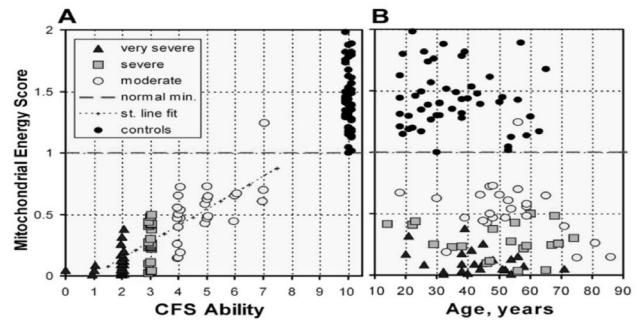 A
B
Mitochondrial Energy Score
2
1.5
1
0.5
0
very severe
severe
moderate
normal min.
st. line fit
controls
0 1 2 3 4 5 6 7 8 9 10
CFS Ability
10 20 30 40 50 60 70 80 90
Age, years